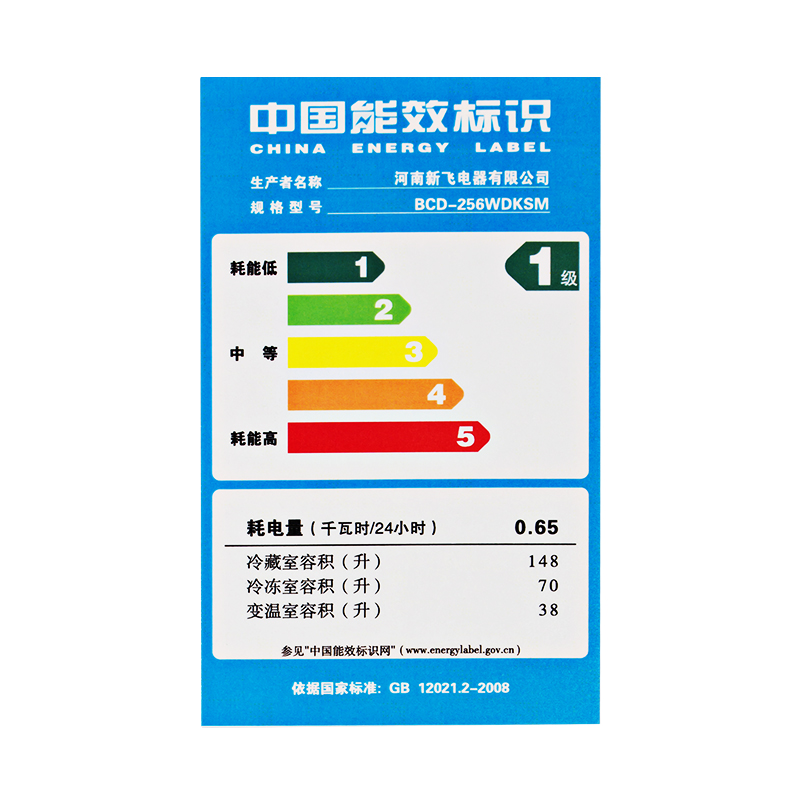 中国能效标识
CHINA ENERGY LABEL
生产者名称 河南新飞电器有限公司
规格型号 BCD-256WDKSM
耗能低 1 1级
2
中等 3
4
耗能高 5
耗电量（千瓦时/24小时） 0.65
冷藏室容积（升） 148
冷冻室容积（升） 70
变温室容积（升） 38
参见"中国能效标识网"（www.energylabel.gov.cn）
依据国家标准: GB 12021.2-2008